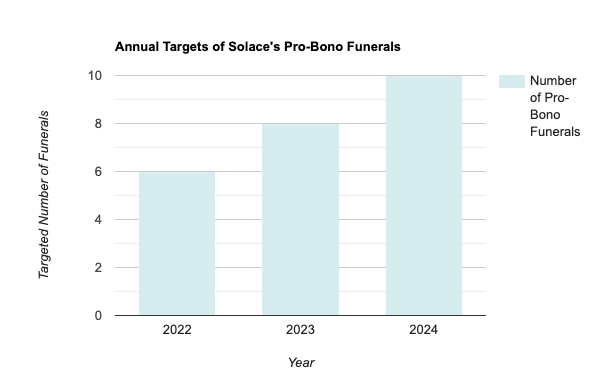 Annual Targets of Solace's Pro-Bono Funerals
10
8
6
4
2
0
Targeted Number of Funerals
2022
2023
2024
Year
Number
of Pro-
Bono
Funerals